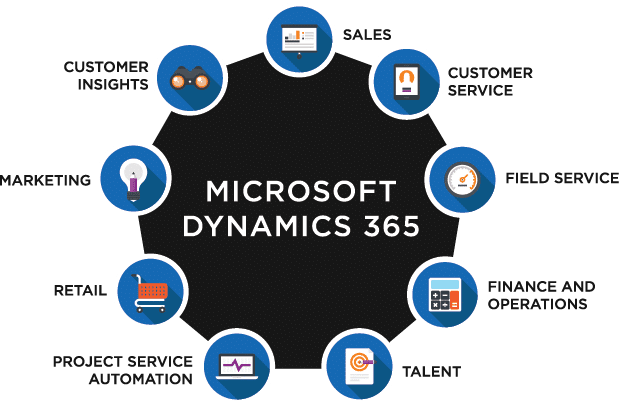 SALES
CUSTOMER
SERVICE
FIELD SERVICE
FINANCE AND
OPERATIONS
TALENT
PROJECT SERVICE
AUTOMATION
RETAIL
MARKETING
CUSTOMER
INSIGHTS
MICROSOFT
DYNAMICS 365